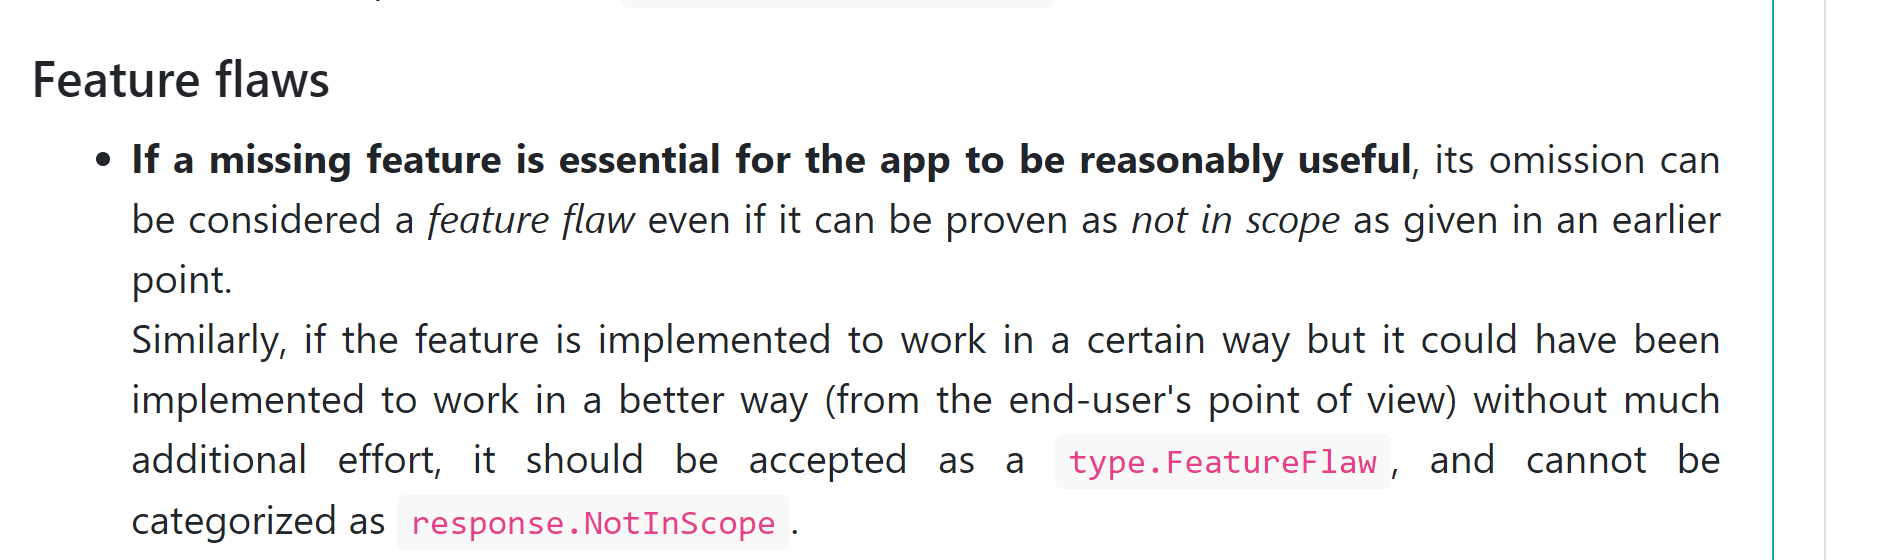 Feature flaws
If a missing feature is essential for the app to be reasonably useful, its omission can
be considered a feature flaw even if it can be proven as not in scope as given in an earlier
point.
Similarly, if the feature is implemented to work in a certain way but it could have been
implemented to work in a better way (from the end-user's point of view) without much
additional effort, it should be accepted as a type.FeatureFlaw, and cannot be
categorized as response.NotInScope.